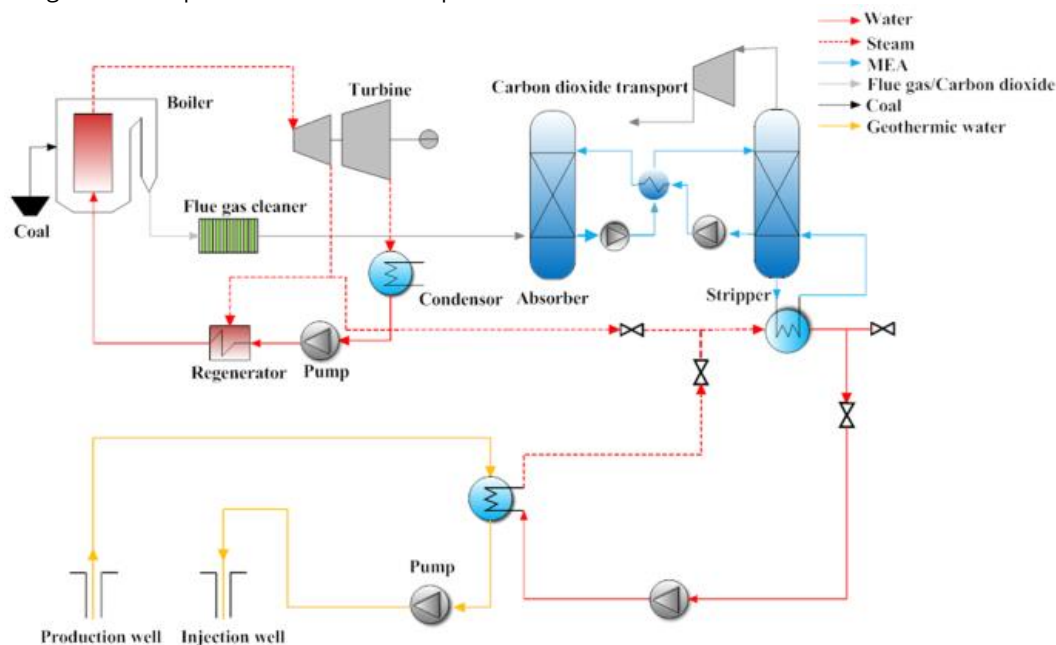 Water
Steam
MEA
Flue gas/Carbon dioxide
Coal
Geothermic water
Boiler
Turbine
Carbon dioxide transport
Coal
Flue gas cleaner
Condensor
Absorber
Stripper
Regenerator
Pump
Pump
Production well
Injection well